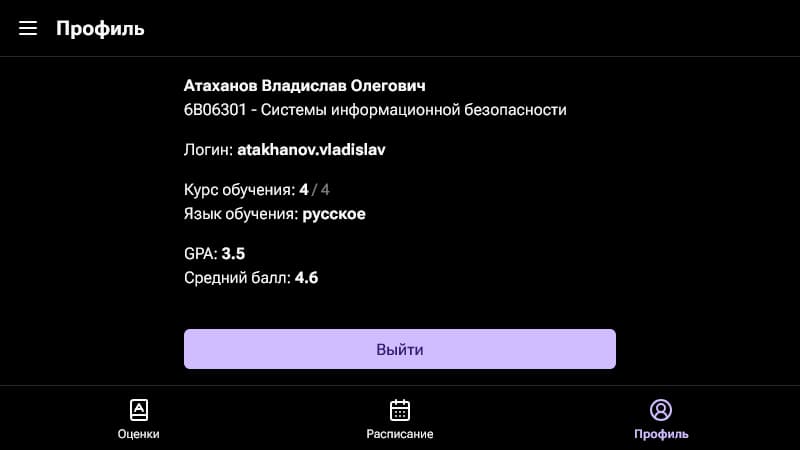 Профиль
Атаханов Владислав Олегович
6B06301 - Системы информационной безопасности
Логин: atakhanov.vladislav
Курс обучения: 4 / 4
Язык обучения: русское
GPA: 3.5
Средний балл: 4.6
Выйти
Оценки
Расписание
Профиль